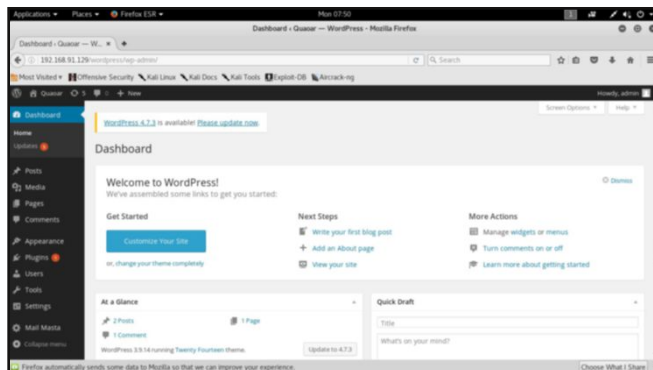 Applications ▾ Places ▾ Firefox ESR ▾ Mon 07:50
Dashboard ‹ Quaoar — WordPress - Mozilla Firefox
Dashboard ‹ Quaoar — W...
192.168.91.129/wordpress/wp-admin/ Search
Most Visited ▾ Offensive Security Kali Linux Kali Docs Kali Tools Exploit-DB Aircrack-ng
Quaoar 5 + New Howdy, admin
Screen Options ▾ Help ▾
Dashboard
Home
Updates
Posts
Media
Pages
Comments
Appearance
Plugins
Users
Tools
Settings
Mail Masta
Collapse menu
WordPress 4.7.3 is available! Please update now.
Dashboard
Welcome to WordPress!
Dismiss
We've assembled some links to get you started:
Get Started
Customize Your Site
or, change your theme completely
Next Steps
Write your first blog post
Add an About page
View your site
More Actions
Manage widgets or menus
Turn comments on or off
Learn more about getting started
At a Glance
2 Posts 1 Page
1 Comment
WordPress 3.9.14 running Twenty Fourteen theme. Update to 4.7.3
Quick Draft
Title
What's on your mind?
Firefox automatically sends some data to Mozilla so that we can improve your experience. Choose What I Share